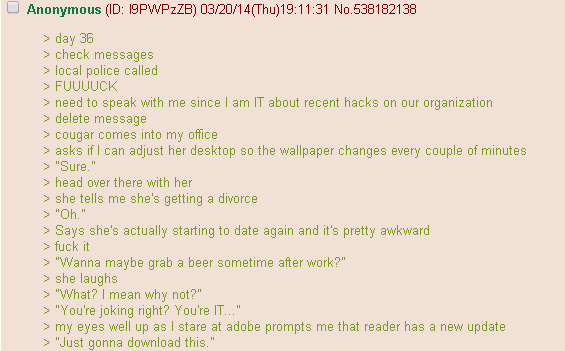 Anonymous (ID: I9PWPzZB) 03/20/14(Thu)19:11:31 No.538182138
> day 36
> check messages
> local police called
> FUUUUCK
> need to speak with me since I am IT about recent hacks on our organization
> delete message
> cougar comes into my office
> asks if I can adjust her desktop so the wallpaper changes every couple of minutes
> "Sure."
> head over there with her
> she tells me she's getting a divorce
> "Oh."
> Says she's actually starting to date again and it's pretty awkward
> fuck it
> "Wanna maybe grab a beer sometime after work?"
> she laughs
> "What? I mean why not?"
> "You're joking right? You're IT..."
> my eyes well up as I stare at adobe prompts me that reader has a new update
> "Just gonna download this."